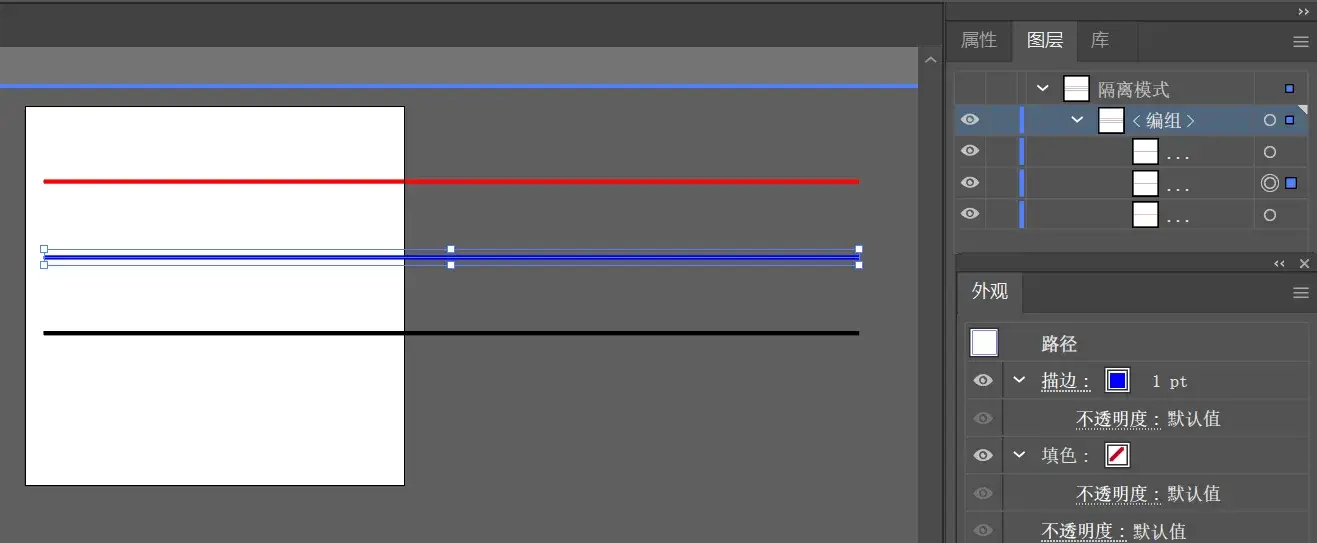 属性 图层 库
隔离模式
<编组>
...
...
...
外观
路径
描边: 1 pt
不透明度: 默认值
填色:
不透明度: 默认值
不透明度: 默认值